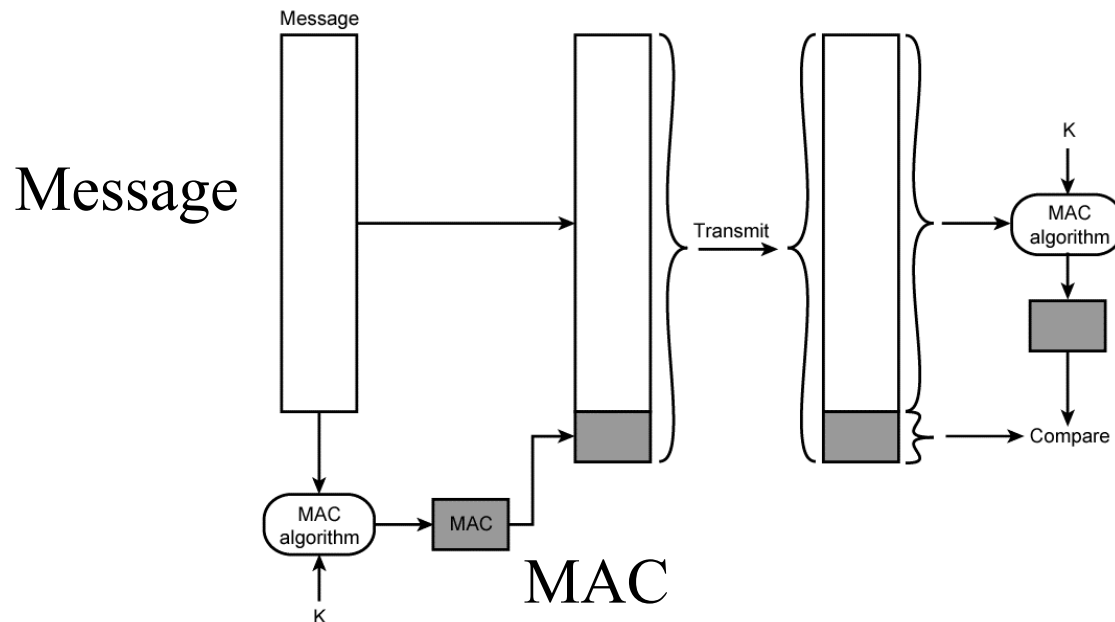 Message
K
Message
MAC
algorithm
Transmit
Compare
MAC
algorithm
MAC
MAC
K